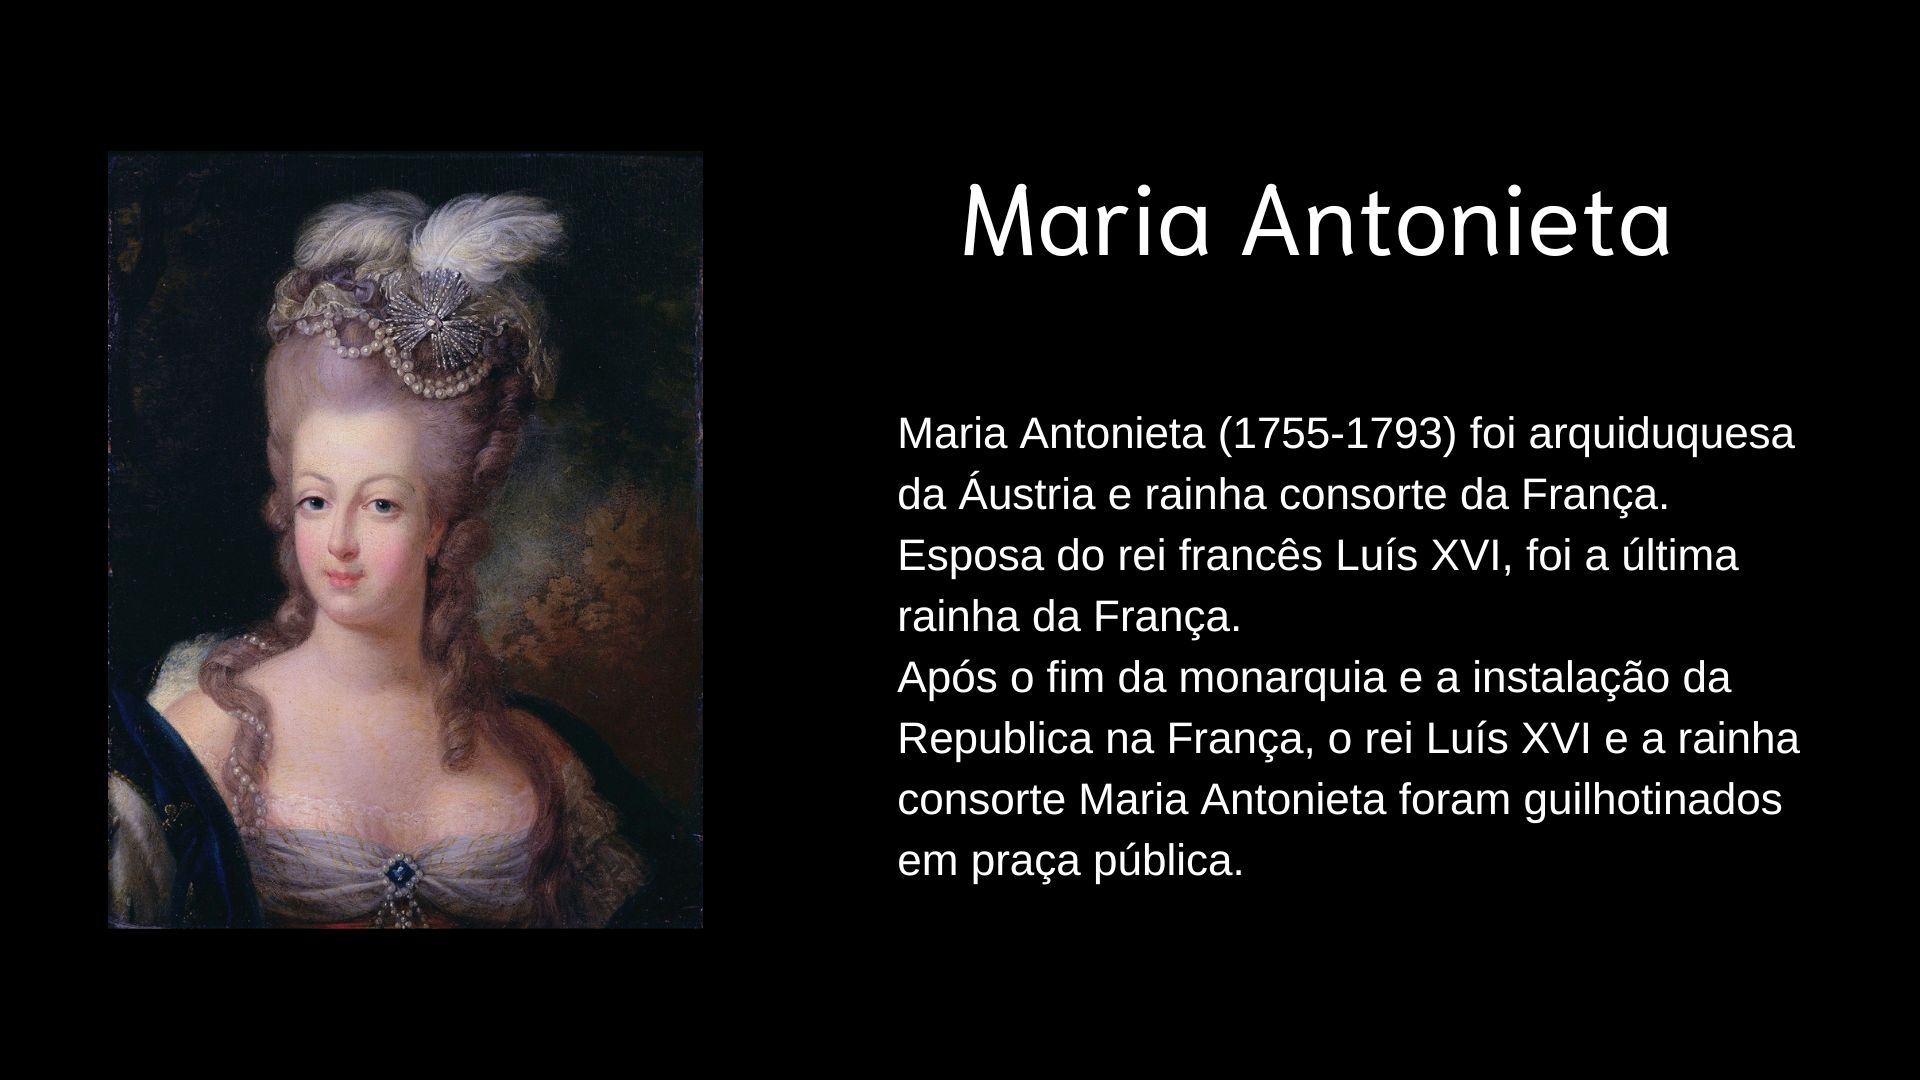 Maria Antonieta
Maria Antonieta (1755-1793) foi arquiduquesa
da Áustria e rainha consorte da França.
Esposa do rei francês Luís XVI, foi a última
rainha da França.
Após o fim da monarquia e a instalação da
Republica na França, o rei Luís XVI e a rainha
consorte Maria Antonieta foram guilhotinados
em praça pública.